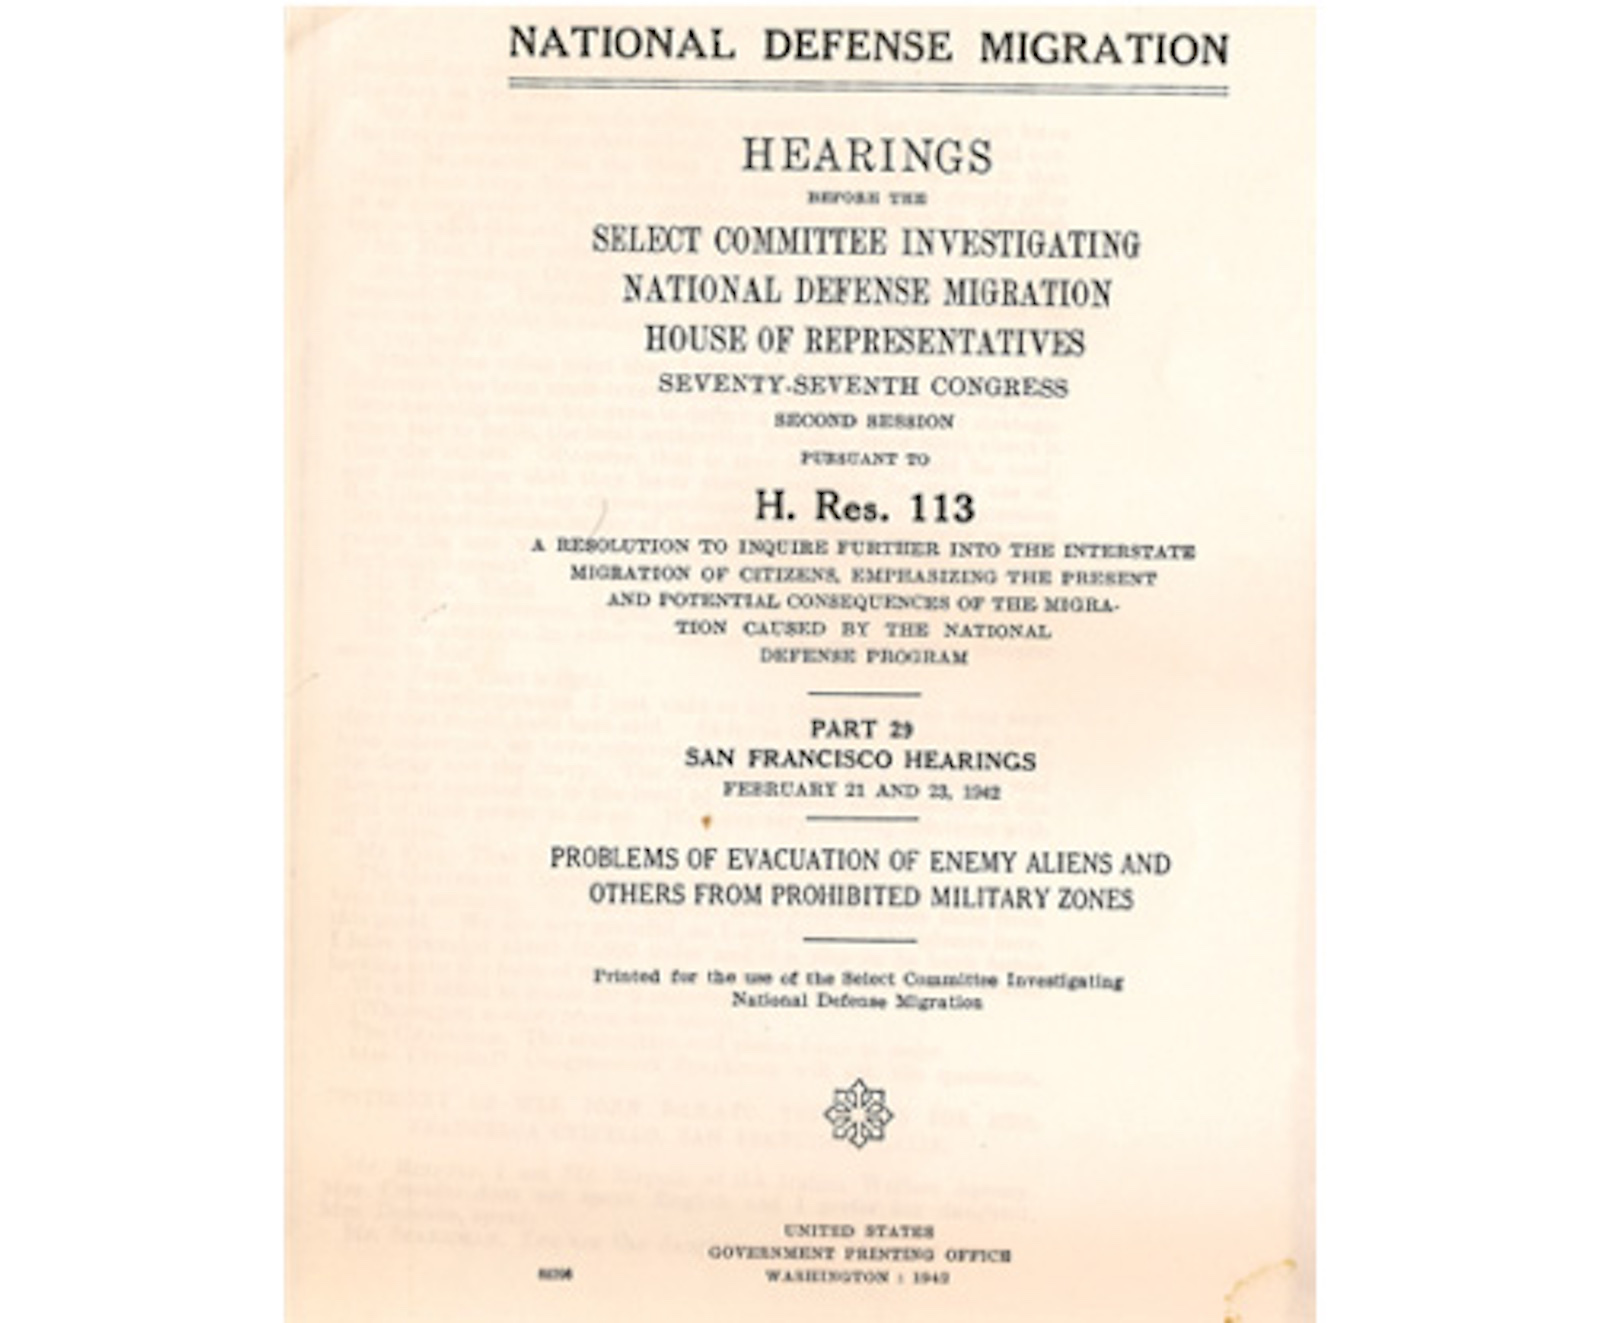 NATIONAL DEFENSE MIGRATION
HEARINGS
BEFORE THE
SELECT COMMITTEE INVESTIGATING
NATIONAL DEFENSE MIGRATION
HOUSE OF REPRESENTATIVES
SEVENTY-SEVENTH CONGRESS
SECOND SESSION
PURSUANT TO
H. Res. 113
A RESOLUTION TO INQUIRE FURTHER INTO THE INTERSTATE
MIGRATION OF CITIZENS, EMPHASIZING THE PRESENT
AND POTENTIAL CONSEQUENCES OF THE MIGRA-
TION CAUSED BY THE NATIONAL
DEFENSE PROGRAM
PART 29
SAN FRANCISCO HEARINGS
FEBRUARY 21 AND 23, 1942
PROBLEMS OF EVACUATION OF ENEMY ALIENS AND
OTHERS FROM PROHIBITED MILITARY ZONES
Printed for the use of the Select Committee Investigating
National Defense Migration
UNITED STATES
GOVERNMENT PRINTING OFFICE
WASHINGTON : 1942